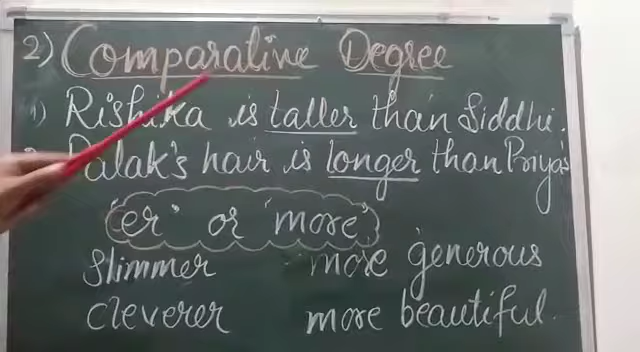 2) Comparative Degree
1) Rishika is taller than Siddhi.
Palak's hair is longer than Priya's
"er" or "more"
Slimmer more generous
Cleverer more beautiful.